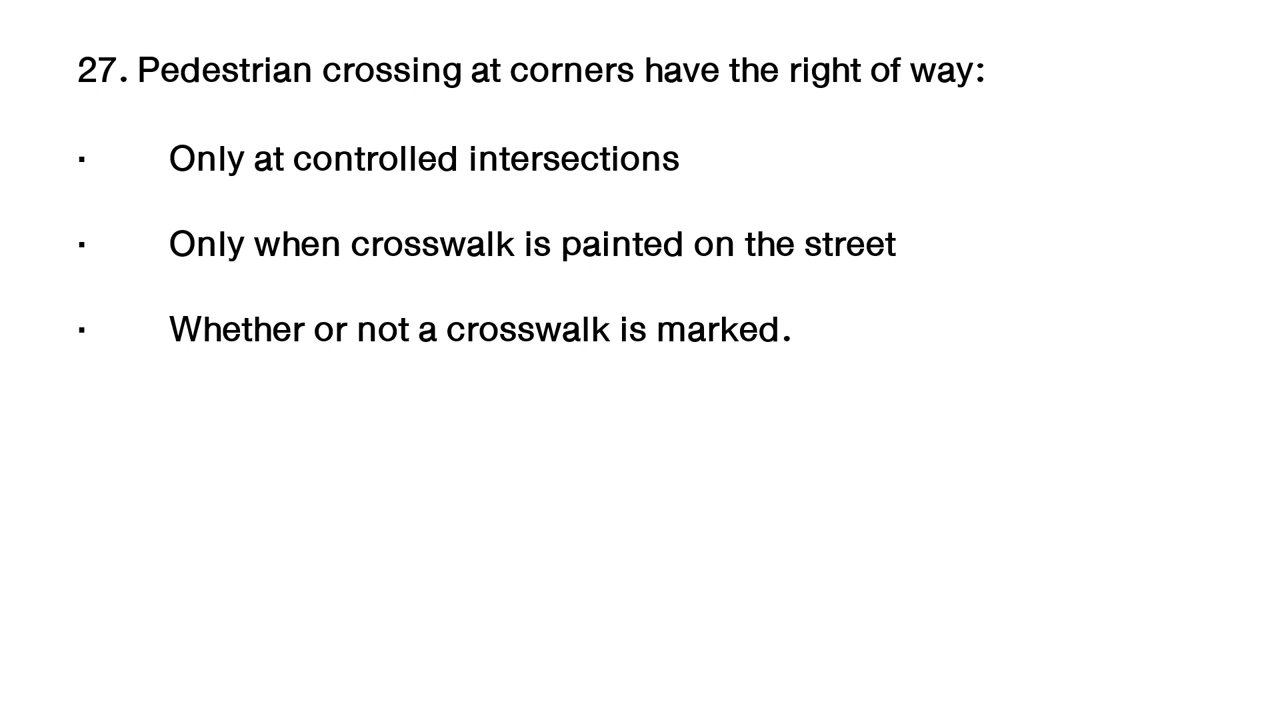 27. Pedestrian crossing at corners have the right of way:
· Only at controlled intersections
· Only when crosswalk is painted on the street
· Whether or not a crosswalk is marked.